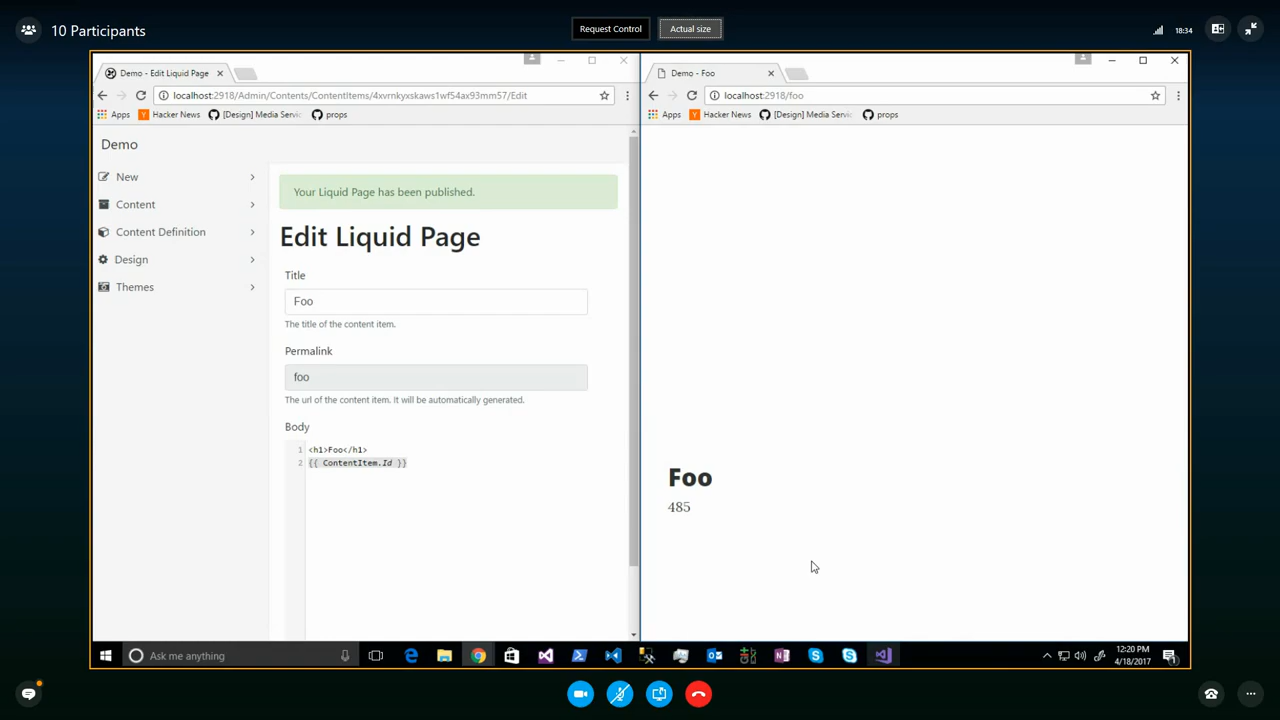 10 Participants
Request Control
Actual size
18:34
Demo - Edit Liquid Page
localhost:2918/Admin/Contents/ContentItems/4xvrnkyxskaws1wf54ax93mm57/Edit
Apps
Hacker News
[Design] Media Servic
props
Demo
New
Content
Content Definition
Design
Themes
Your Liquid Page has been published.
Edit Liquid Page
Title
Foo
The title of the content item.
Permalink
foo
The url of the content item. It will be automatically generated.
Body
1 <h1>Foo</h1>
2 {{ ContentItem.Id }}
Demo - Foo
localhost:2918/foo
Apps
Hacker News
[Design] Media Servic
props
Foo
485
Ask me anything
12:20 PM
4/18/2017